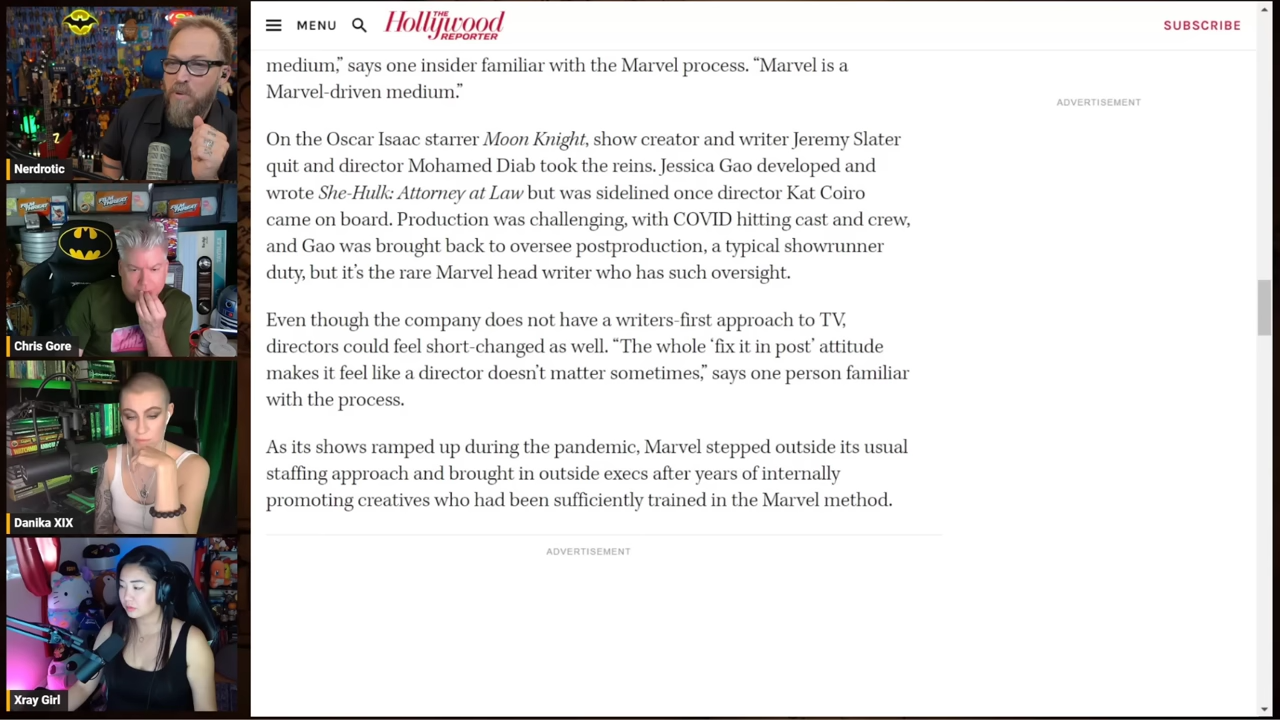 Nerdrotic
Chris Gore
Danika XIX
Xray Girl
MENU
THE
Hollywood
REPORTER
SUBSCRIBE
medium,” says one insider familiar with the Marvel process. “Marvel is a
Marvel-driven medium.”
ADVERTISEMENT
On the Oscar Isaac starrer Moon Knight, show creator and writer Jeremy Slater
quit and director Mohamed Diab took the reins. Jessica Gao developed and
wrote She-Hulk: Attorney at Law but was sidelined once director Kat Coiro
came on board. Production was challenging, with COVID hitting cast and crew,
and Gao was brought back to oversee postproduction, a typical showrunner
duty, but it’s the rare Marvel head writer who has such oversight.
Even though the company does not have a writers-first approach to TV,
directors could feel short-changed as well. “The whole ‘fix it in post’ attitude
makes it feel like a director doesn’t matter sometimes,” says one person familiar
with the process.
As its shows ramped up during the pandemic, Marvel stepped outside its usual
staffing approach and brought in outside execs after years of internally
promoting creatives who had been sufficiently trained in the Marvel method.
ADVERTISEMENT